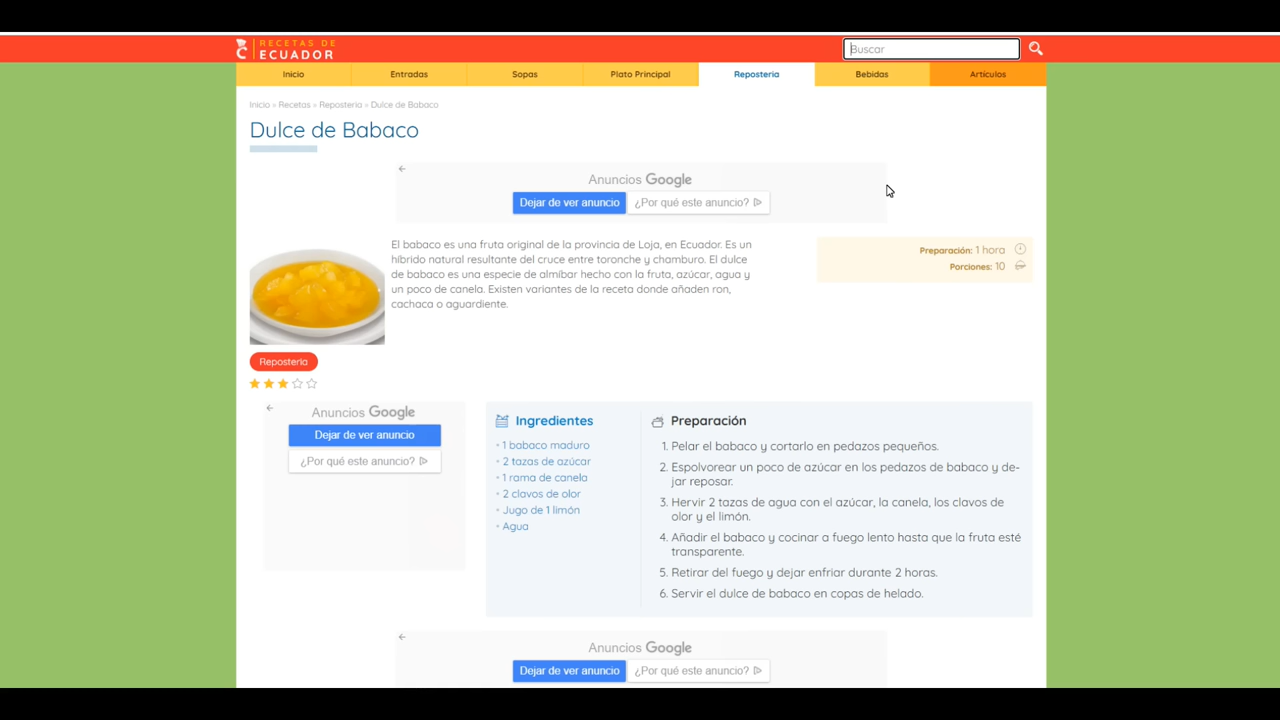 RECETAS DE
ECUADOR
Buscar
Inicio
Entradas
Sopas
Plato Principal
Reposteria
Bebidas
Artículos
Inicio » Recetas » Reposteria » Dulce de Babaco
Dulce de Babaco
Anuncios Google
Dejar de ver anuncio
¿Por qué este anuncio?
El babaco es una fruta original de la provincia de Loja, en Ecuador. Es un
híbrido natural resultante del cruce entre toronche y chamburo. El dulce
de babaco es una especie de almíbar hecho con la fruta, azúcar, agua y
un poco de canela. Existen variantes de la receta donde añaden ron,
cachaca o aguardiente.
Preparación: 1 hora
Porciones: 10
Reposteria
Anuncios Google
Dejar de ver anuncio
¿Por qué este anuncio?
Ingredientes
1 babaco maduro
2 tazas de azúcar
1 rama de canela
2 clavos de olor
Jugo de 1 limón
Agua
Preparación
1. Pelar el babaco y cortarlo en pedazos pequeños.
2. Espolvorear un poco de azúcar en los pedazos de babaco y de-
jar reposar.
3. Hervir 2 tazas de agua con el azúcar, la canela, los clavos de
olor y el limón.
4. Añadir el babaco y cocinar a fuego lento hasta que la fruta esté
transparente.
5. Retirar del fuego y dejar enfriar durante 2 horas.
6. Servir el dulce de babaco en copas de helado.
Anuncios Google
Dejar de ver anuncio
¿Por qué este anuncio?